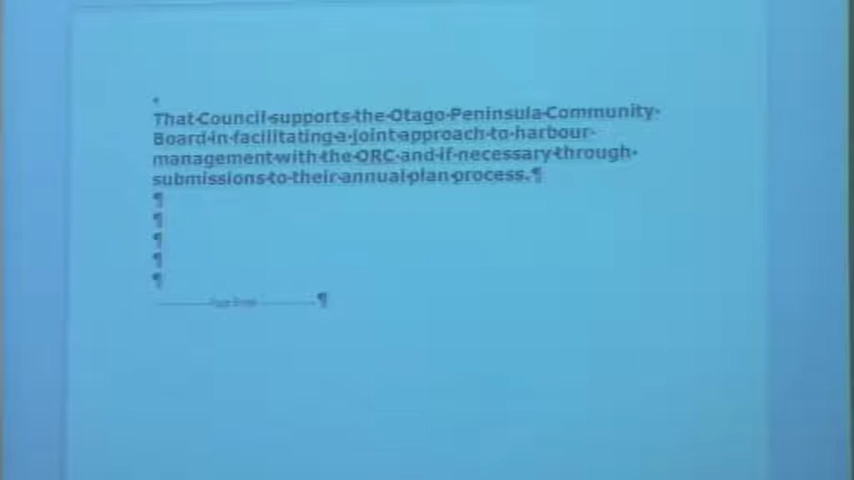 That Council supports the Otago Peninsula Community
Board in facilitating a joint approach to harbour
management with the ORC and if necessary through
submissions to their annual plan process.¶
¶
¶
¶
¶
¶
¶